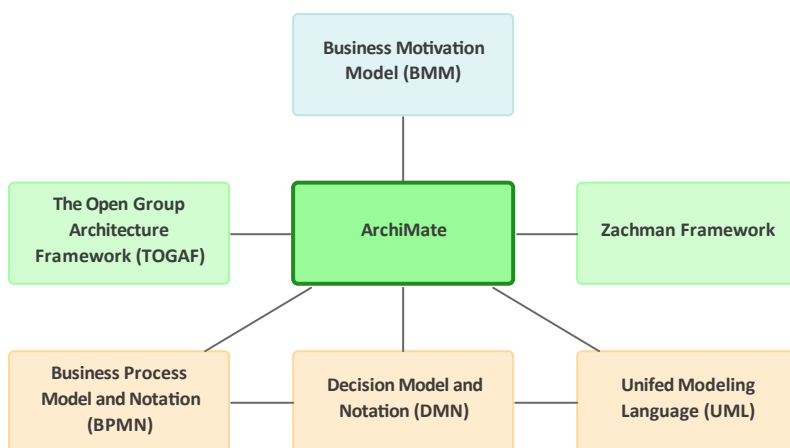 Business Motivation
Model (BMM)
The Open Group
Architecture
Framework (TOGAF)
ArchiMate
Zachman Framework
Business Process
Model and Notation
(BPMN)
Decision Model and
Notation (DMN)
Unifed Modeling
Language (UML)